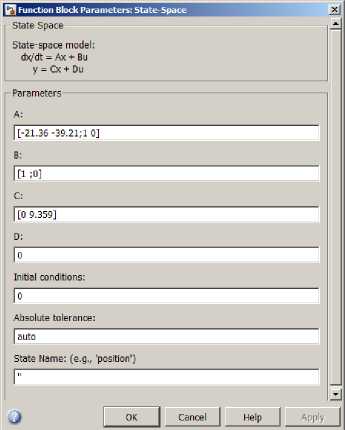 Function Block Parameters: State-Space
State Space
State-space model:
dx/dt = Ax + Bu
y = Cx + Du
Parameters
A:
[-21.36 -39.21;1 0]
B:
[1 ;0]
C:
[0 9.359]
D:
0
Initial conditions:
0
Absolute tolerance:
auto
State Name: (e.g., 'position')
''
OK Cancel Help Apply